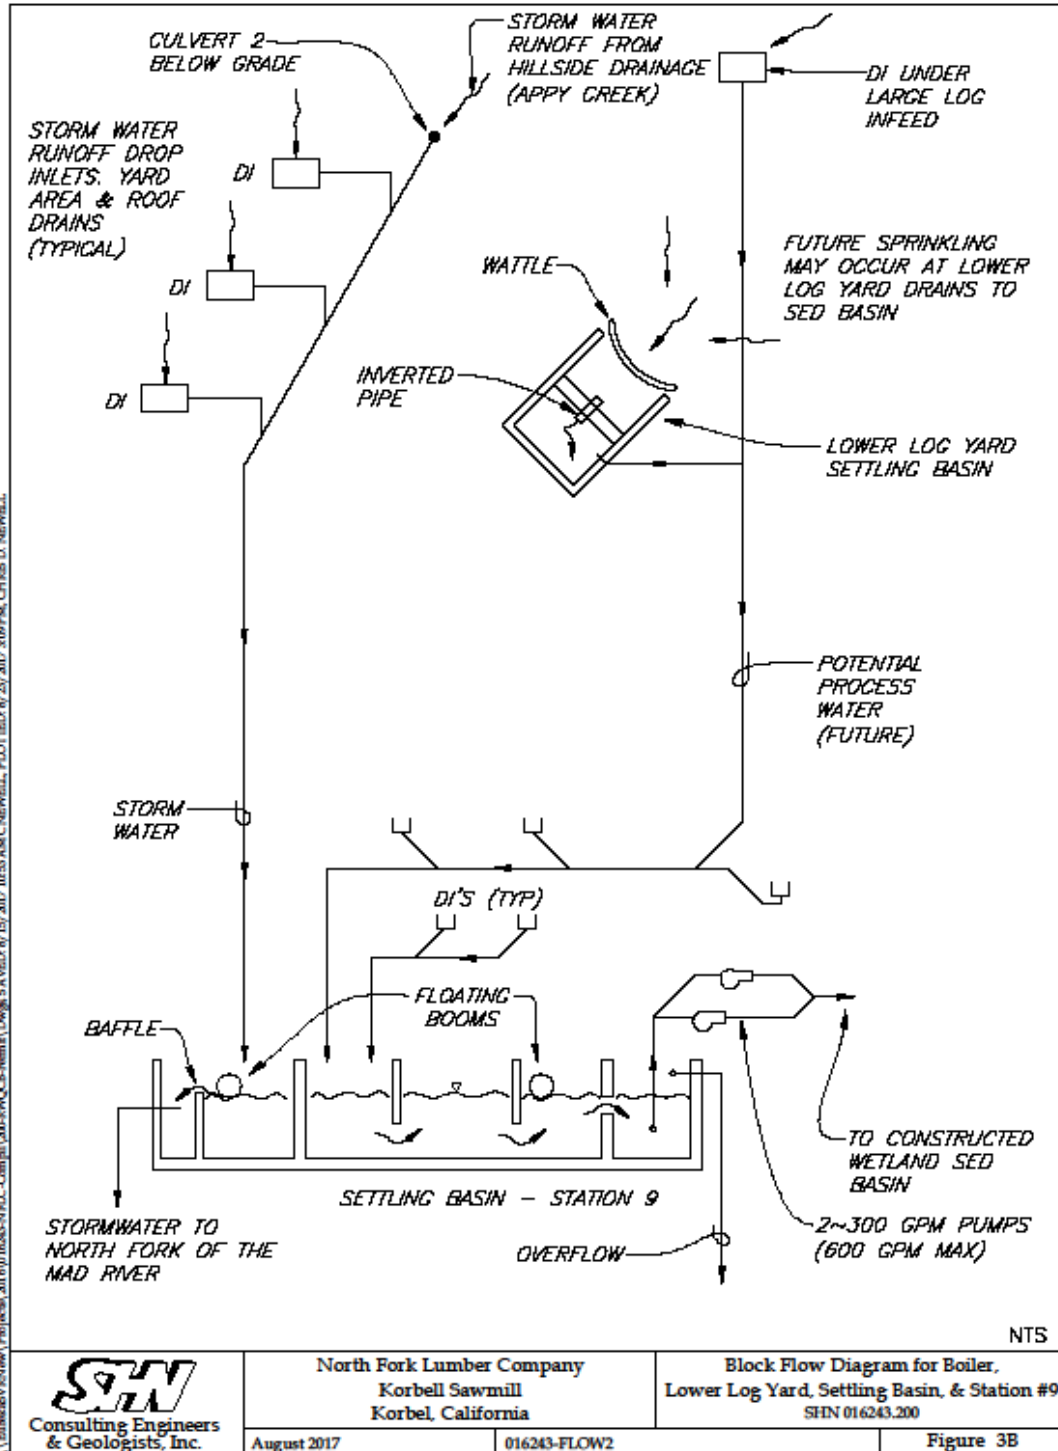 CULVERT 2
BELOW GRADE
STORM WATER
RUNOFF FROM
HILLSIDE DRAINAGE
(APPY CREEK)
DI UNDER
LARGE LOG
INFEED
STORM WATER
RUNOFF DROP
INLETS. YARD
AREA & ROOF
DRAINS
(TYPICAL)
DI
DI
DI
WATTLE
FUTURE SPRINKLING
MAY OCCUR AT LOWER
LOG YARD DRAINS TO
SED BASIN
INVERTED
PIPE
LOWER LOG YARD
SETTLING BASIN
POTENTIAL
PROCESS
WATER
(FUTURE)
STORM
WATER
DI'S (TYP)
FLOATING
BOOMS
BAFFLE
TO CONSTRUCTED
WETLAND SED
BASIN
SETTLING BASIN - STATION 9
STORMWATER TO
NORTH FORK OF THE
MAD RIVER
OVERFLOW
2~300 GPM PUMPS
(600 GPM MAX)
NTS
SHN
Consulting Engineers
& Geologists, Inc.
North Fork Lumber Company
Korbell Sawmill
Korbel, California
Block Flow Diagram for Boiler,
Lower Log Yard, Settling Basin, & Station #9
SHN 016243.200
August 2017
016243-FLOW2
Figure 3B